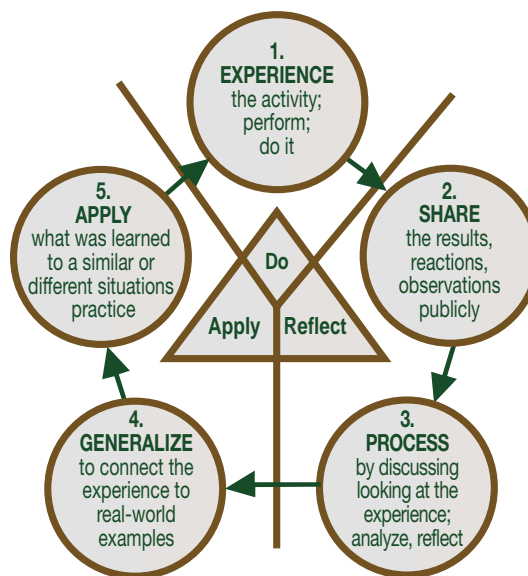 1.
EXPERIENCE
the activity;
perform;
do it
2.
SHARE
the results,
reactions,
observations
publicly
3.
PROCESS
by discussing
looking at the
experience;
analyze, reflect
4.
GENERALIZE
to connect the
experience to
real-world
examples
5.
APPLY
what was learned
to a similar or
different situations
practice
Do
Apply
Reflect